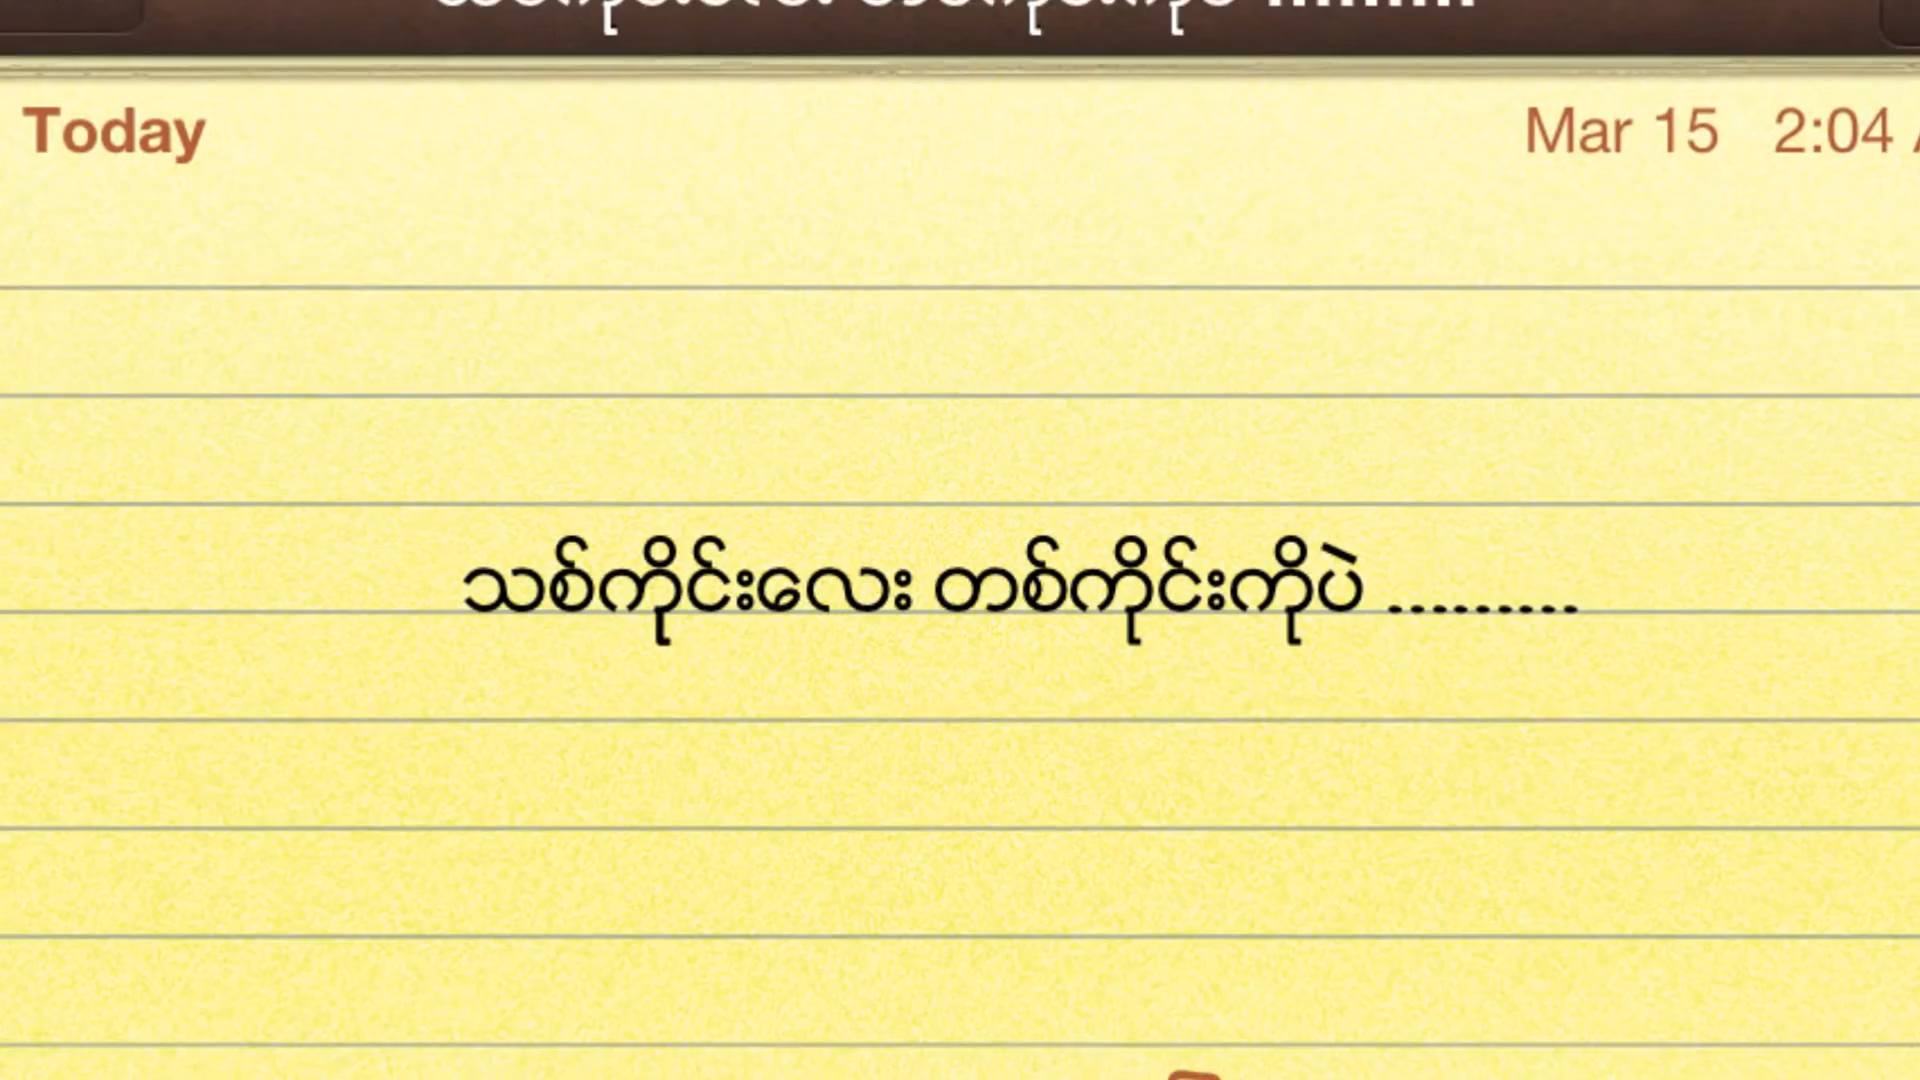 Today
Mar 15 2:04
သစ်ကိုင်းလေး တစ်ကိုင်းကိုပဲ .........